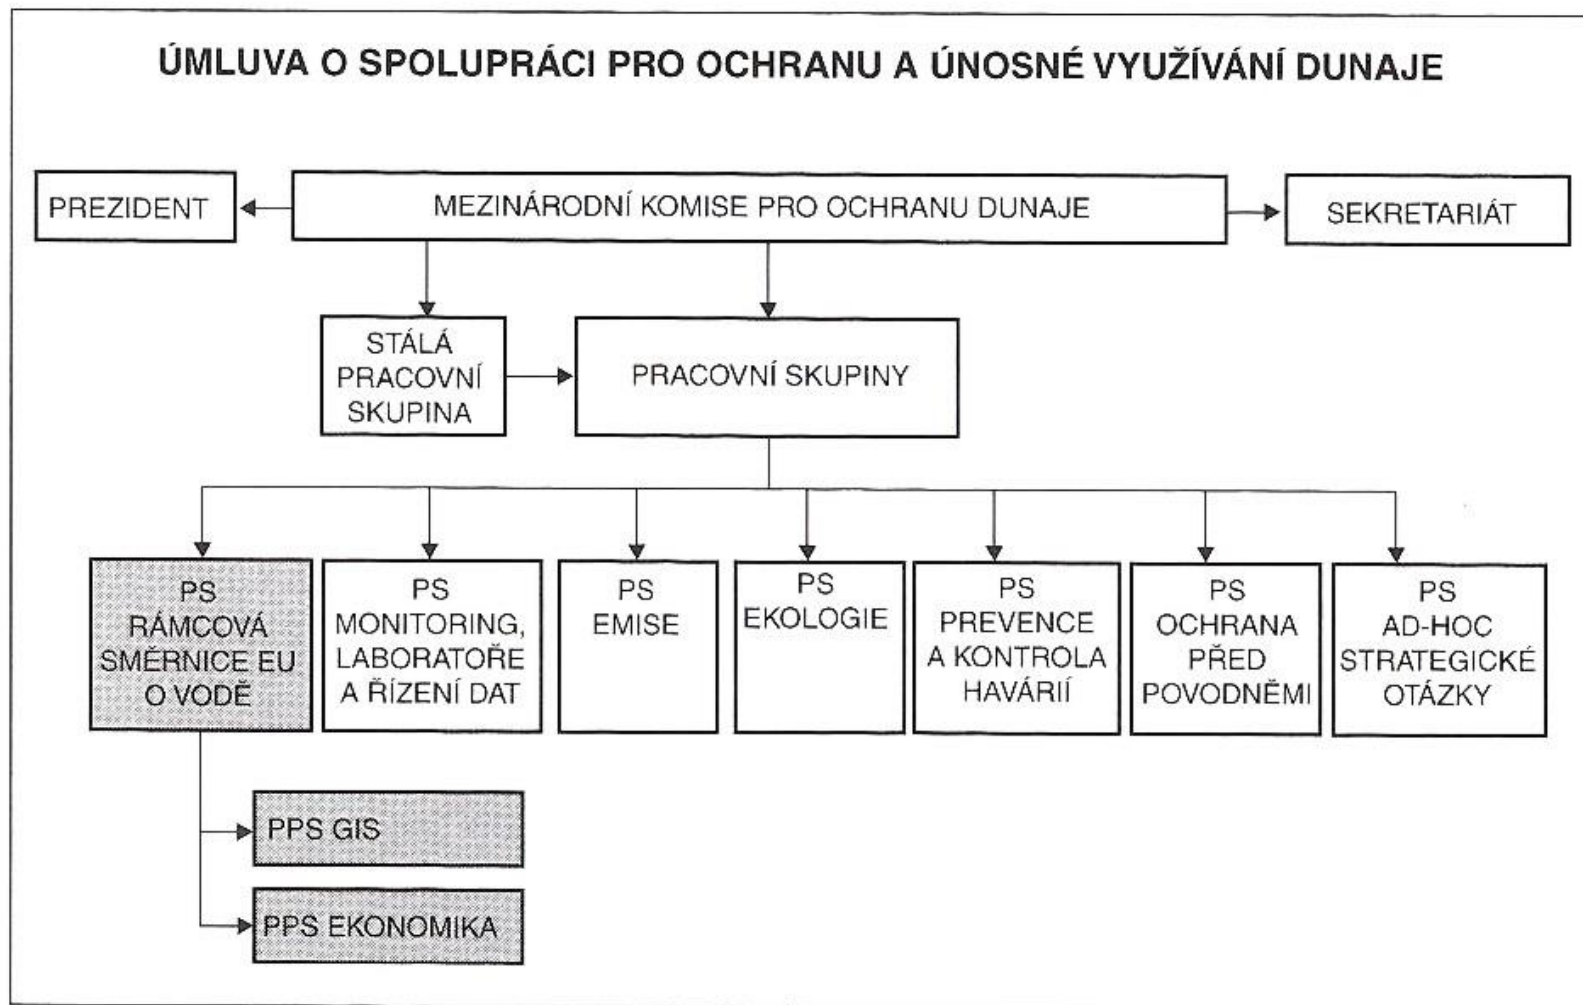 ÚMLUVA O SPOLUPRÁCI PRO OCHRANU A ÚNOSNÉ VYUŽÍVÁNÍ DUNAJE
PREZIDENT
MEZINÁRODNÍ KOMISE PRO OCHRANU DUNAJE
SEKRETARIÁT
STÁLÁ
PRACOVNÍ
SKUPINA
PRACOVNÍ SKUPINY
PS
RÁMCOVÁ
SMĚRNICE EU
O VODĚ
PS
MONITORING,
LABORATOŘE
A ŘÍZENÍ DAT
PS
EMISE
PS
EKOLOGIE
PS
PREVENCE
A KONTROLA
HAVÁRIÍ
PS
OCHRANA
PŘED
POVODNĚMI
PS
AD-HOC
STRATEGICKÉ
OTÁZKY
PPS GIS
PPS EKONOMIKA